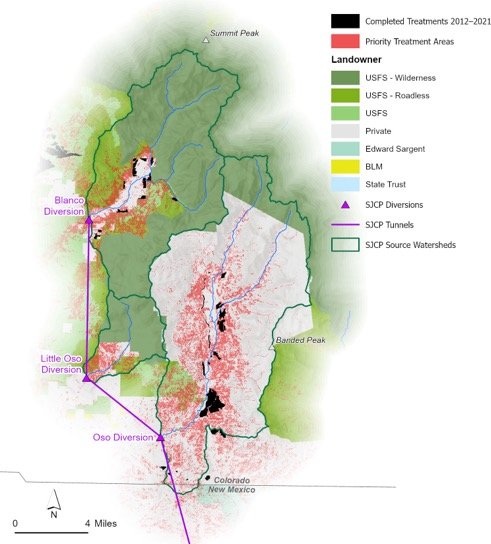 Summit Peak
Blanco
Diversion
Banded Peak
Little Oso
Diversion
Oso Diversion
Colorado
New Mexico
N
0 4 Miles
Completed Treatments 2012–2021
Priority Treatment Areas
Landowner
USFS - Wilderness
USFS - Roadless
USFS
Private
Edward Sargent
BLM
State Trust
SJCP Diversions
SJCP Tunnels
SJCP Source Watersheds